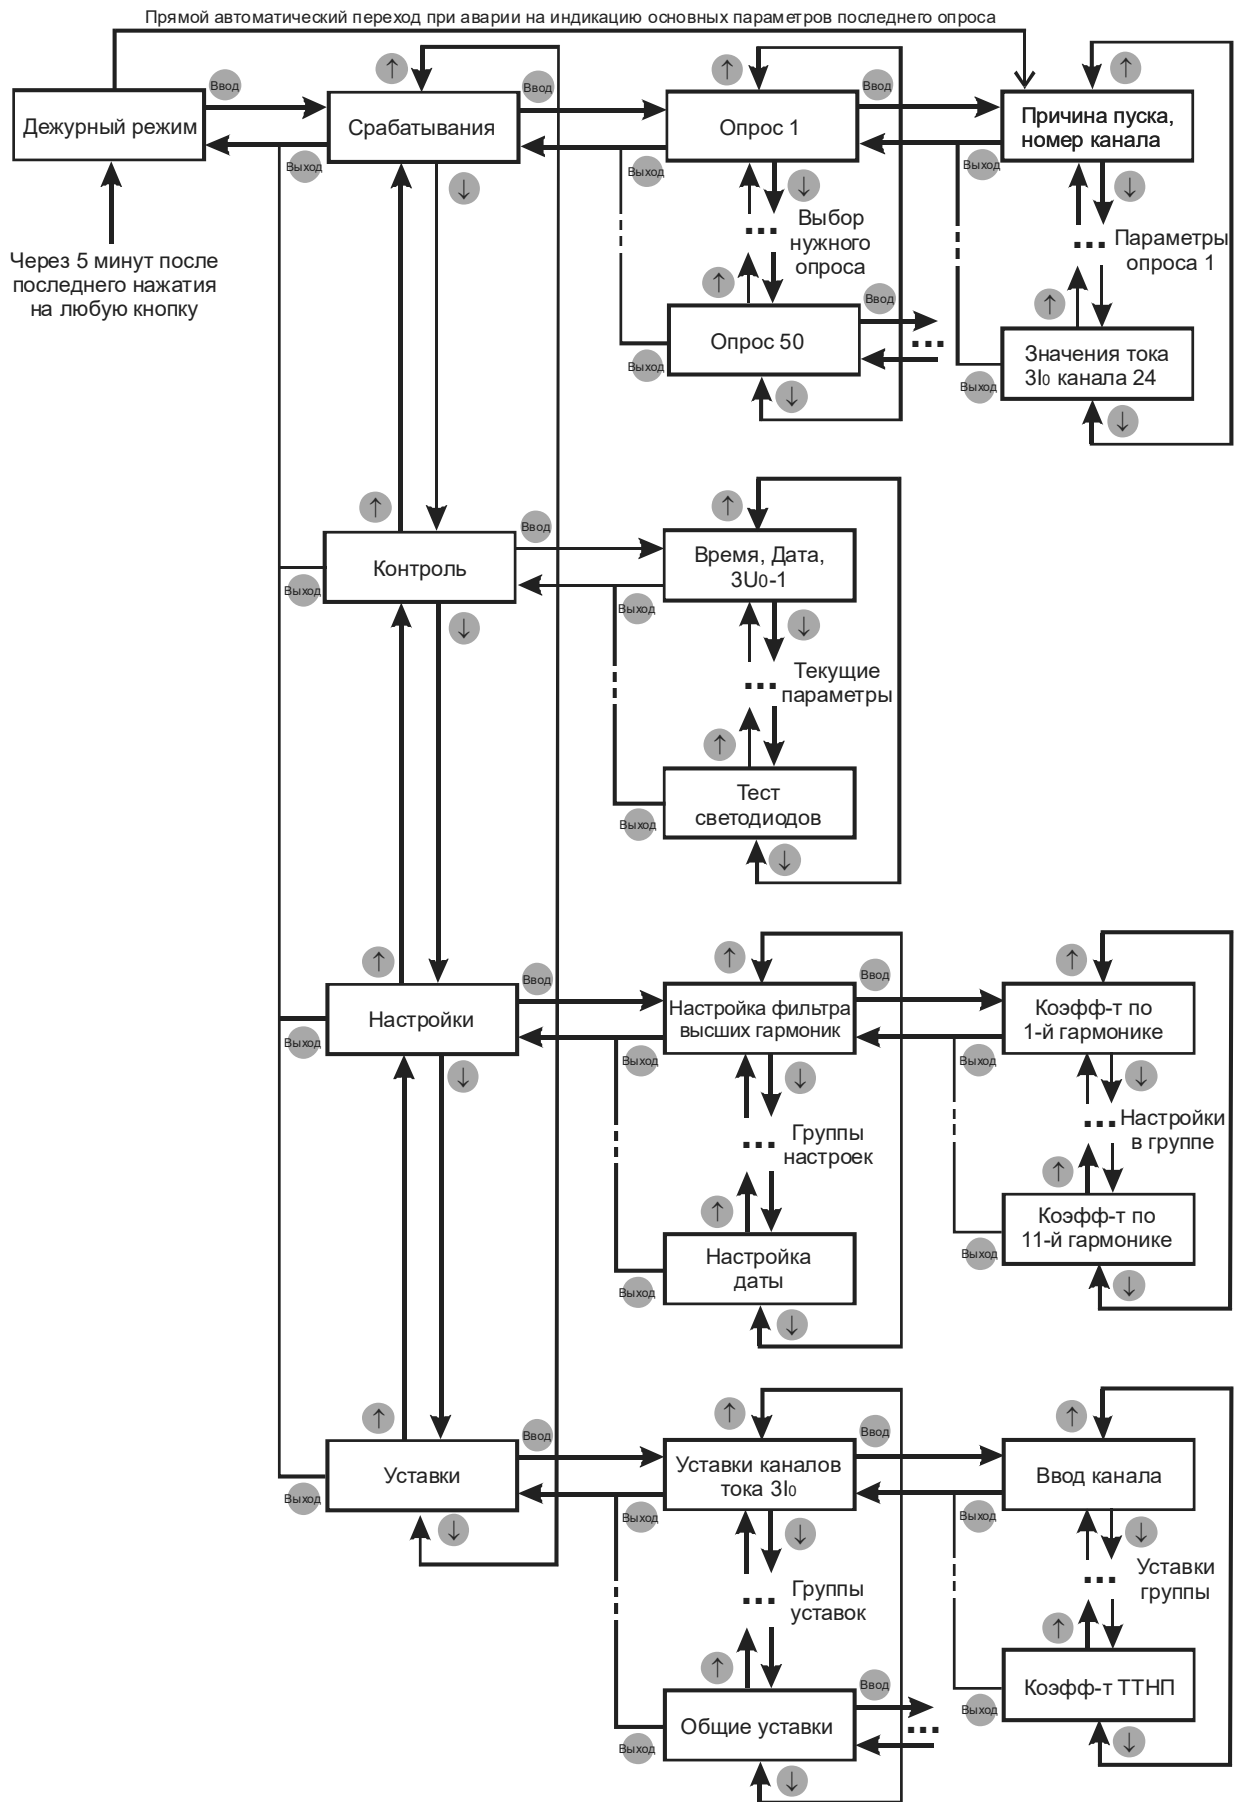 Прямой автоматический переход при аварии на индикацию основных параметров последнего опроса
↑
↑
↑
Ввод
Ввод
Ввод
Дежурный режим
Срабатывания
Опрос 1
Причина пуска,
номер канала
Выход
Выход
Выход
↓
↓
↓
Через 5 минут после
последнего нажатия
на любую кнопку
...
Выбор
нужного
опроса
...
Параметры
опроса 1
↑
Ввод
↑
Опрос 50
...
Значения тока
3I0 канала 24
Выход
Выход
↓
↓
↑
↑
Ввод
Контроль
Время, Дата,
3U0-1
Выход
Выход
↓
↓
...
Текущие
параметры
↑
Тест
светодиодов
Выход
↓
↑
↑
↑
Ввод
Ввод
Настройки
Настройка фильтра
высших гармоник
Коэфф-т по
1-й гармонике
Выход
Выход
Выход
↓
↓
↓
...
Группы
настроек
...
Настройки
в группе
↑
↑
Настройка
даты
Коэфф-т по
11-й гармонике
Выход
Выход
↓
↓
↑
↑
↑
Ввод
Ввод
Уставки
Уставки каналов
тока 3I0
Ввод канала
Выход
Выход
Выход
↓
↓
↓
...
Группы
уставок
...
Уставки
группы
↑
↑
Ввод
Общие уставки
...
Коэфф-т ТТНП
Выход
Выход
↓
↓